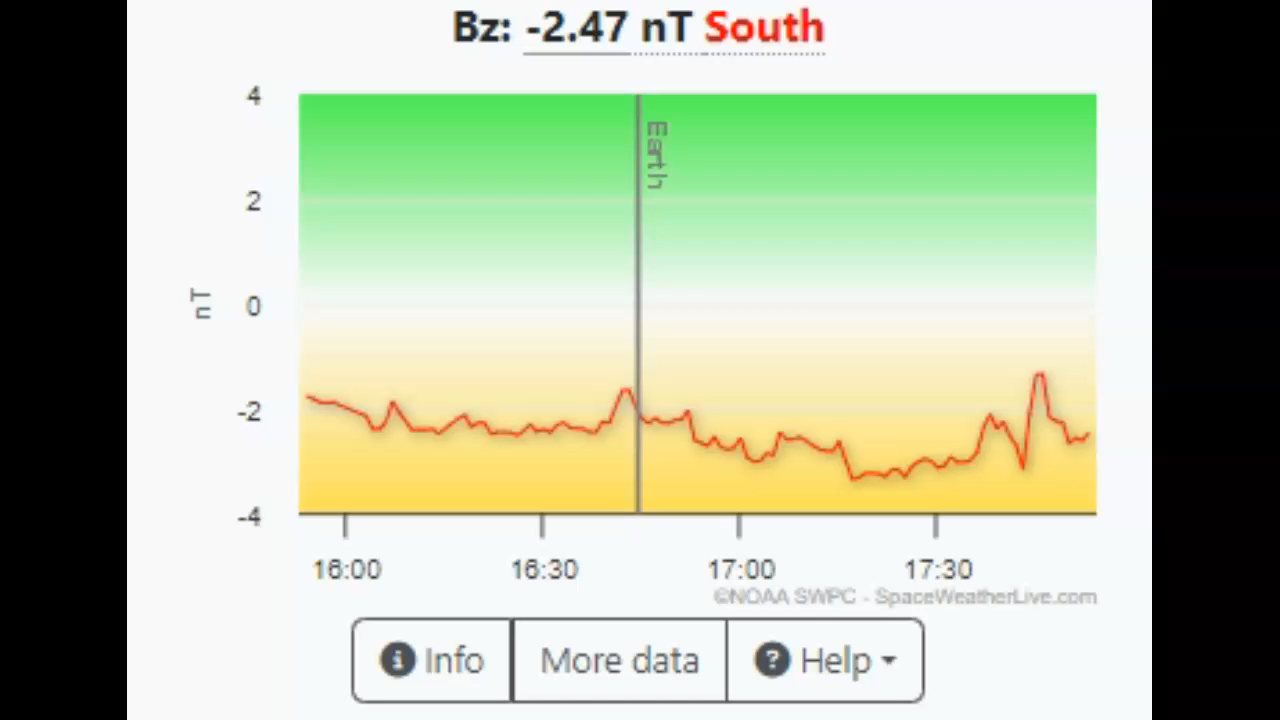 Bz: -2.47 nT South
4
Earth
2
nT
0
-2
-4
16:00 16:30 17:00 17:30
©NOAA SWPC - SpaceWeatherLive.com
Info More data Help